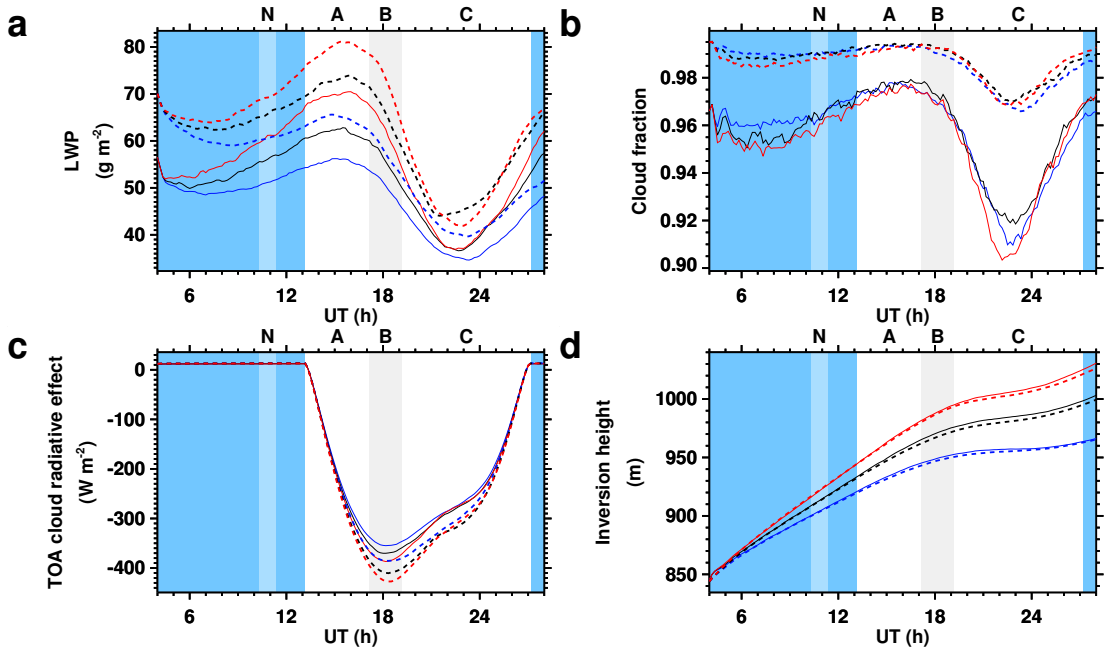 a
N A B C
LWP
(g m-2)
80
70
60
50
40
6 12 18 24
UT (h)
b
N A B C
Cloud fraction
0.98
0.96
0.94
0.92
0.90
6 12 18 24
UT (h)
c
N A B C
TOA cloud radiative effect
(W m-2)
0
-100
-200
-300
-400
6 12 18 24
UT (h)
d
N A B C
Inversion height
(m)
1000
950
900
850
6 12 18 24
UT (h)